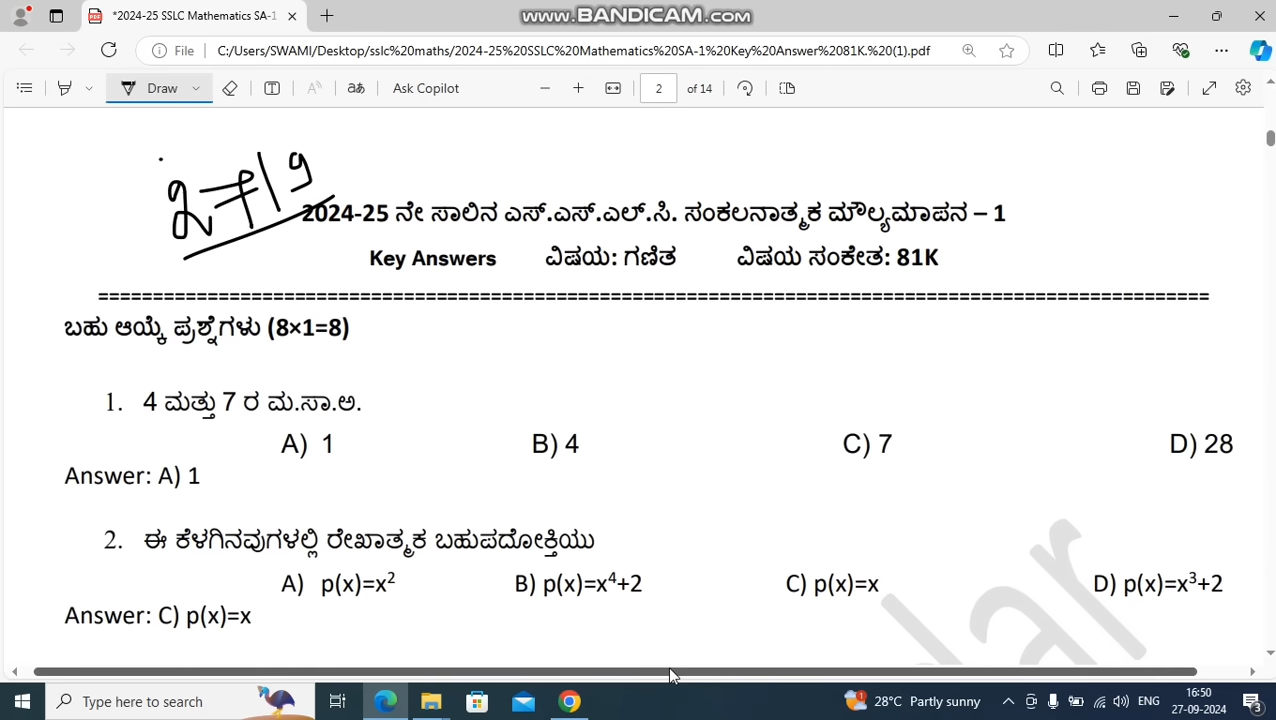 *2024-25 SSLC Mathematics SA-1
www.BANDICAM.com
File C:/Users/SWAMI/Desktop/sslc%20maths/2024-25%20SSLC%20Mathematics%20SA-1%20Key%20Answer%2081K.%20(1).pdf
Draw Ask Copilot 2 of 14
27/9
2024-25 ನೇ ಸಾಲಿನ ಎಸ್.ಎಸ್.ಎಲ್.ಸಿ. ಸಂಕಲನಾತ್ಮಕ ಮೌಲ್ಯಮಾಪನ – 1
Key Answers ವಿಷಯ: ಗಣಿತ ವಿಷಯ ಸಂಕೇತ: 81K
ಬಹು ಆಯ್ಕೆ ಪ್ರಶ್ನೆಗಳು (8×1=8)
1. 4 ಮತ್ತು 7 ರ ಮ.ಸಾ.ಅ.
A) 1 B) 4 C) 7 D) 28
Answer: A) 1
2. ಈ ಕೆಳಗಿನವುಗಳಲ್ಲಿ ರೇಖಾತ್ಮಕ ಬಹುಪದೋಕ್ತಿಯು
A) p(x)=x² B) p(x)=x⁴+2 C) p(x)=x D) p(x)=x³+2
Answer: C) p(x)=x
Type here to search 28°C Partly sunny ENG 16:50
27-09-2024 3